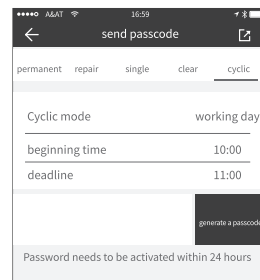 A&AT 16:59
send passcode
permanent repair single clear cyclic
Cyclic mode working day
beginning time 10:00
deadline 11:00
generate a passcode
Password needs to be activated within 24 hours